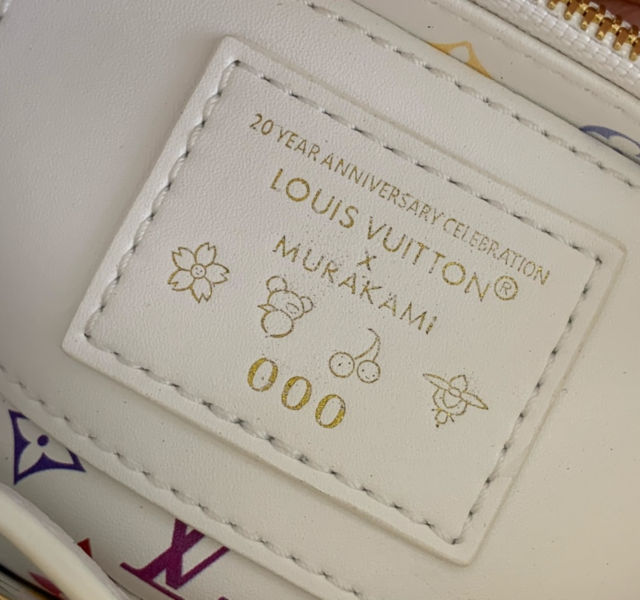 20 YEAR ANNIVERSARY CELEBRATION
LOUIS VUITTON®
x
MURAKAMI
000